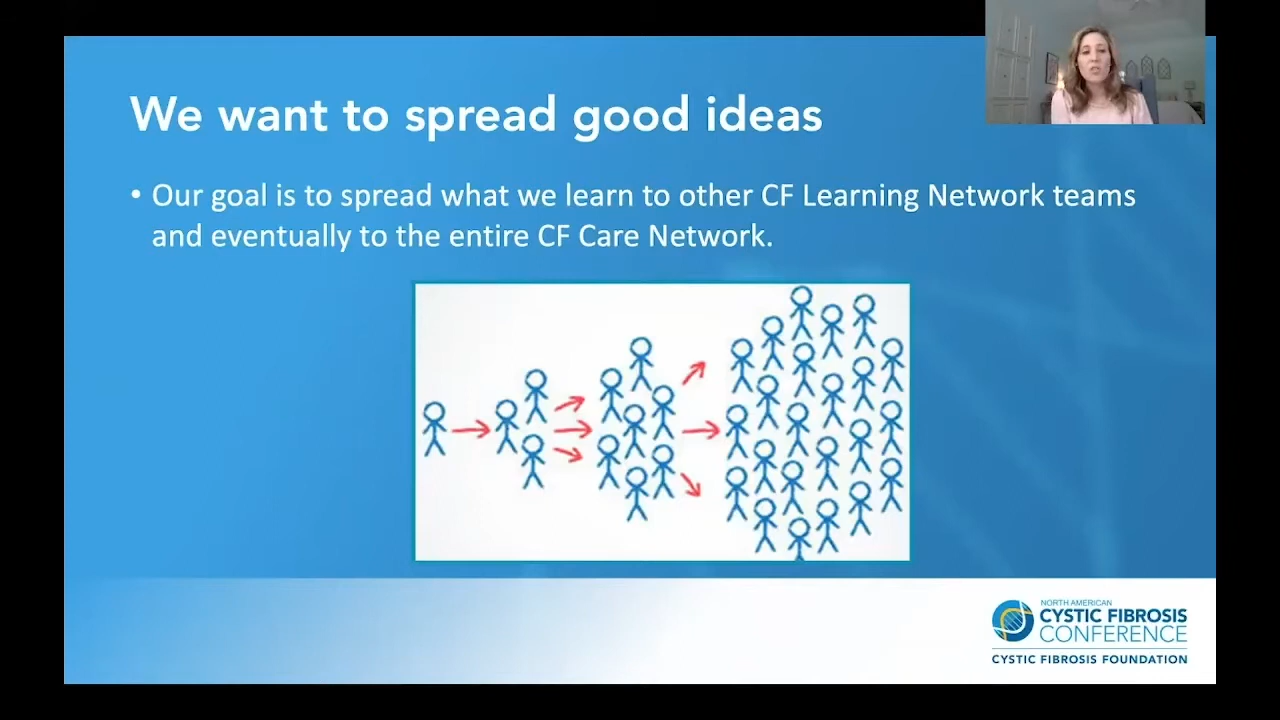 We want to spread good ideas
• Our goal is to spread what we learn to other CF Learning Network teams
and eventually to the entire CF Care Network.
NORTH AMERICAN
CYSTIC FIBROSIS
CONFERENCE
CYSTIC FIBROSIS FOUNDATION